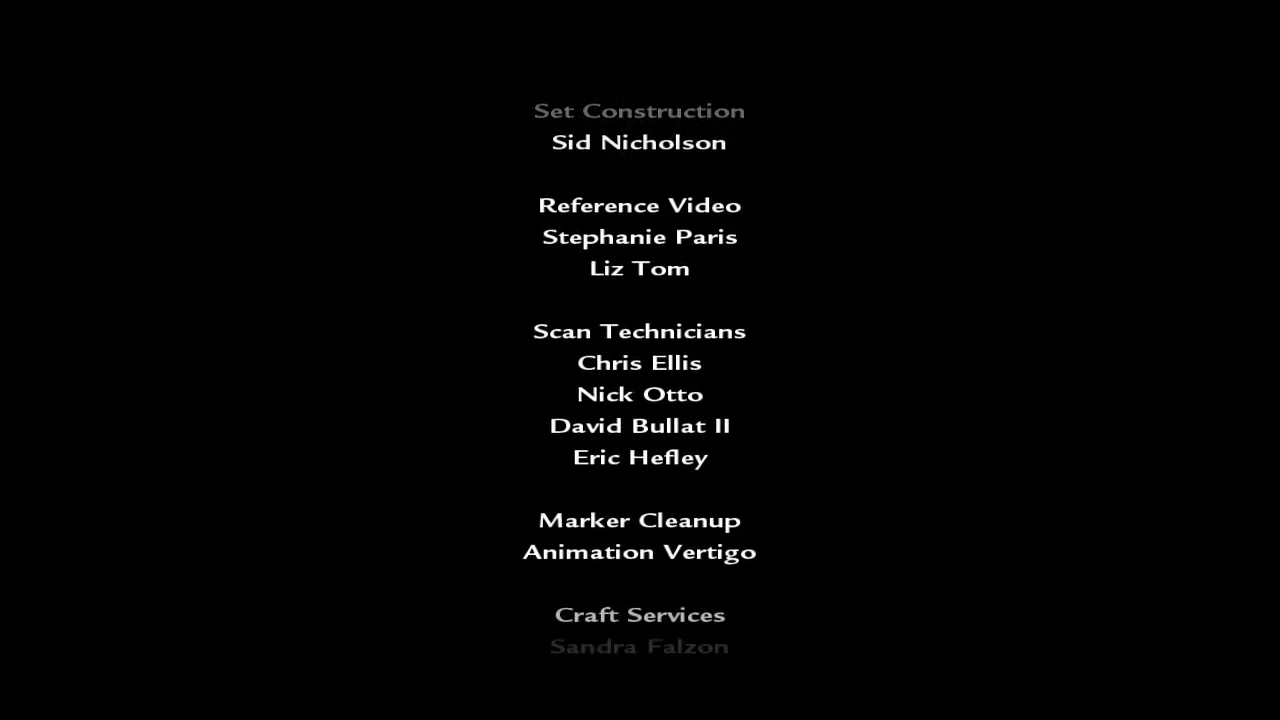 Set Construction
Sid Nicholson
Reference Video
Stephanie Paris
Liz Tom
Scan Technicians
Chris Ellis
Nick Otto
David Bullat II
Eric Hefley
Marker Cleanup
Animation Vertigo
Craft Services
Sandra Falzon